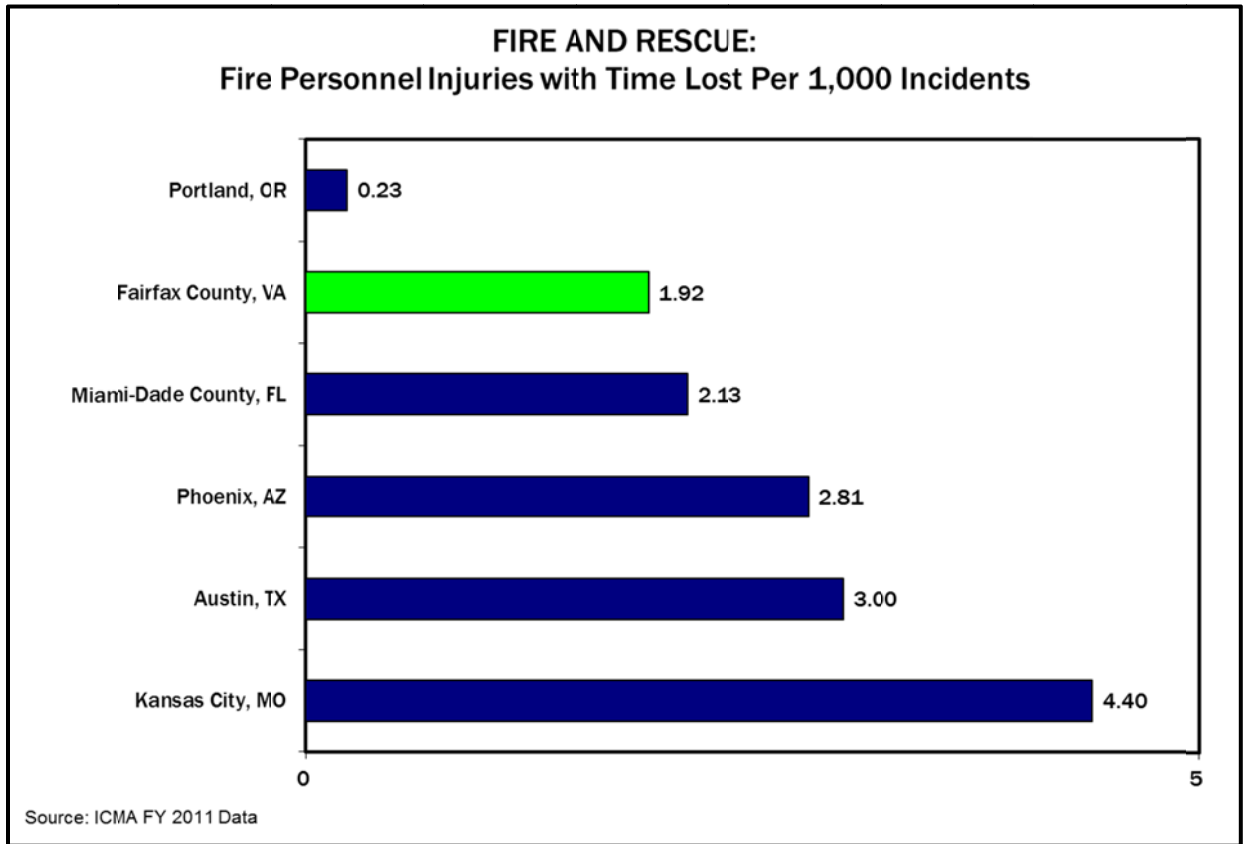 FIRE AND RESCUE:
Fire Personnel Injuries with Time Lost Per 1,000 Incidents
Portland, OR
0.23
Fairfax County, VA
1.92
Miami-Dade County, FL
2.13
Phoenix, AZ
2.81
Austin, TX
3.00
Kansas City, MO
4.40
0
5
Source: ICMA FY 2011 Data